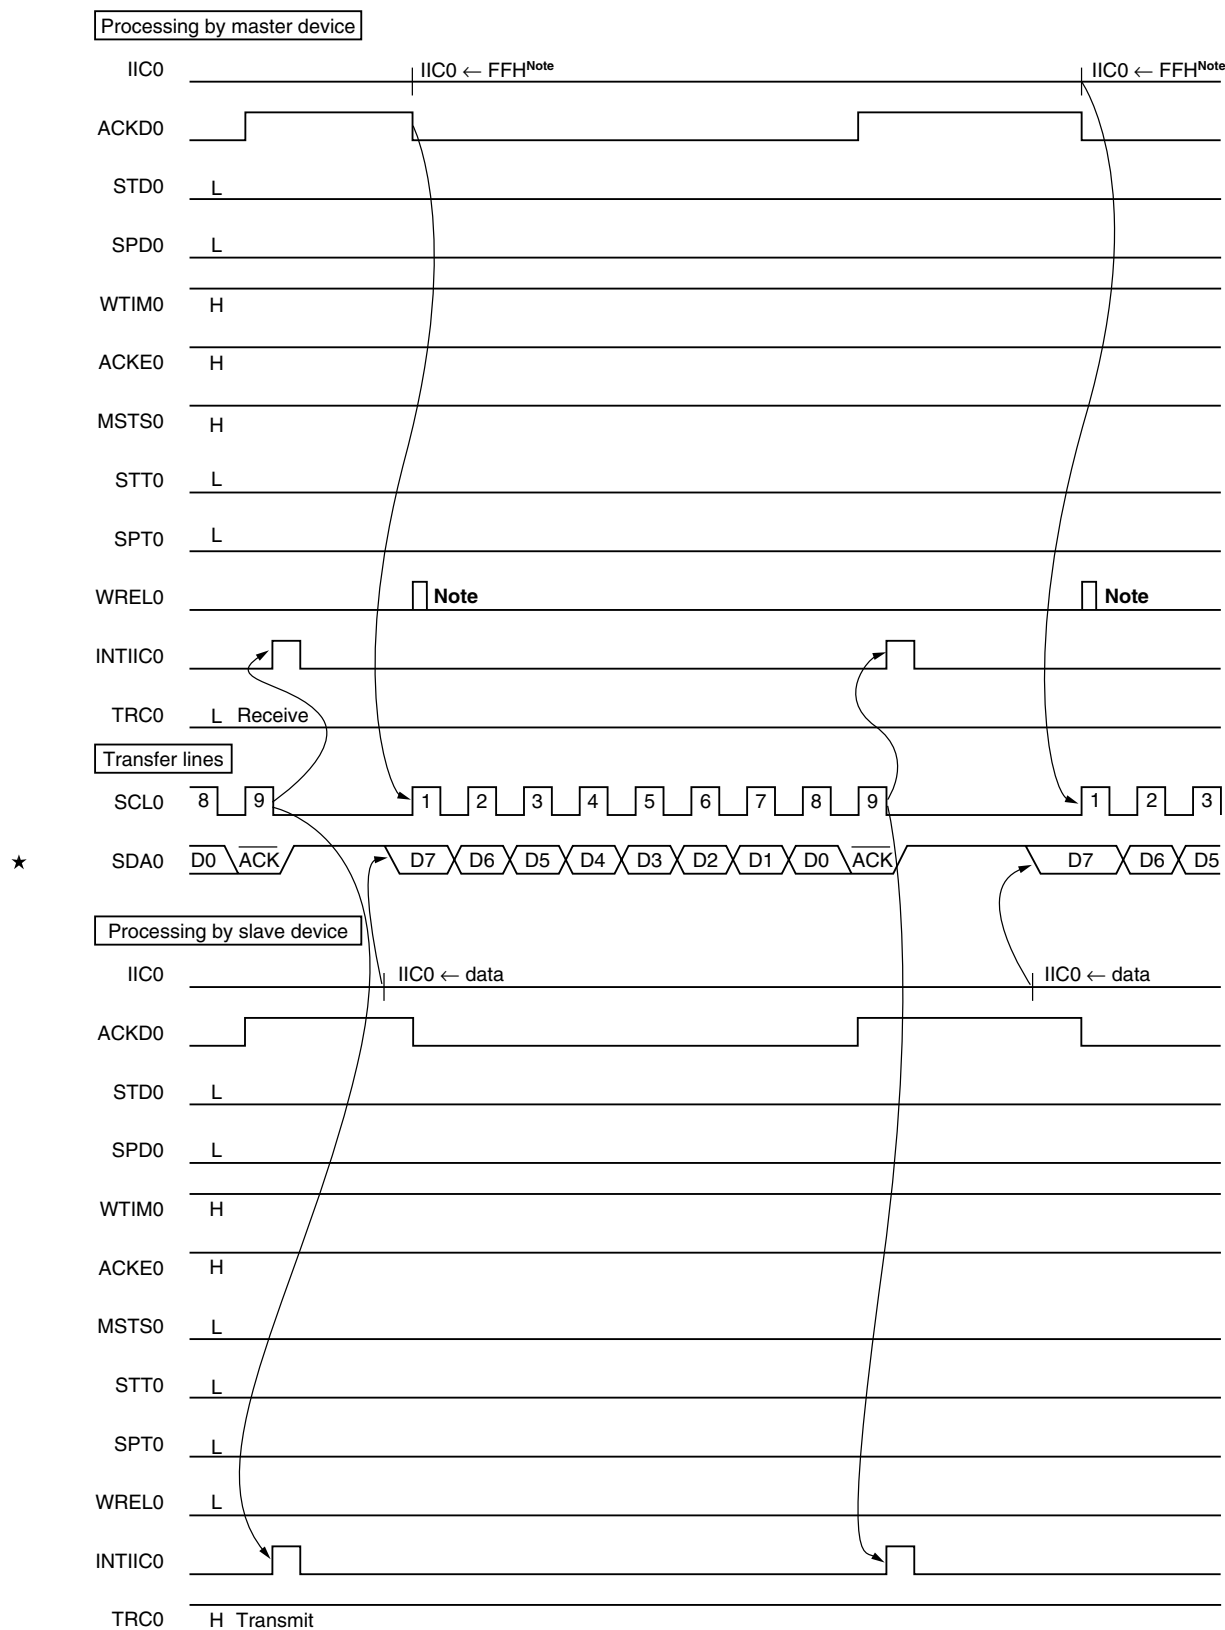 Processing by master device
IIC0 IIC0 ← FFHNote IIC0 ← FFHNote
ACKD0
STD0 L
SPD0 L
WTIM0 H
ACKE0 H
MSTS0 H
STT0 L
SPT0 L
WREL0 Note Note
INTIIC0
TRC0 L Receive
Transfer lines
SCL0 8 9 1 2 3 4 5 6 7 8 9 1 2 3
★ SDA0 D0 ACK D7 D6 D5 D4 D3 D2 D1 D0 ACK D7 D6 D5
Processing by slave device
IIC0 IIC0 ← data IIC0 ← data
ACKD0
STD0 L
SPD0 L
WTIM0 H
ACKE0 H
MSTS0 L
STT0 L
SPT0 L
WREL0 L
INTIIC0
TRC0 H Transmit